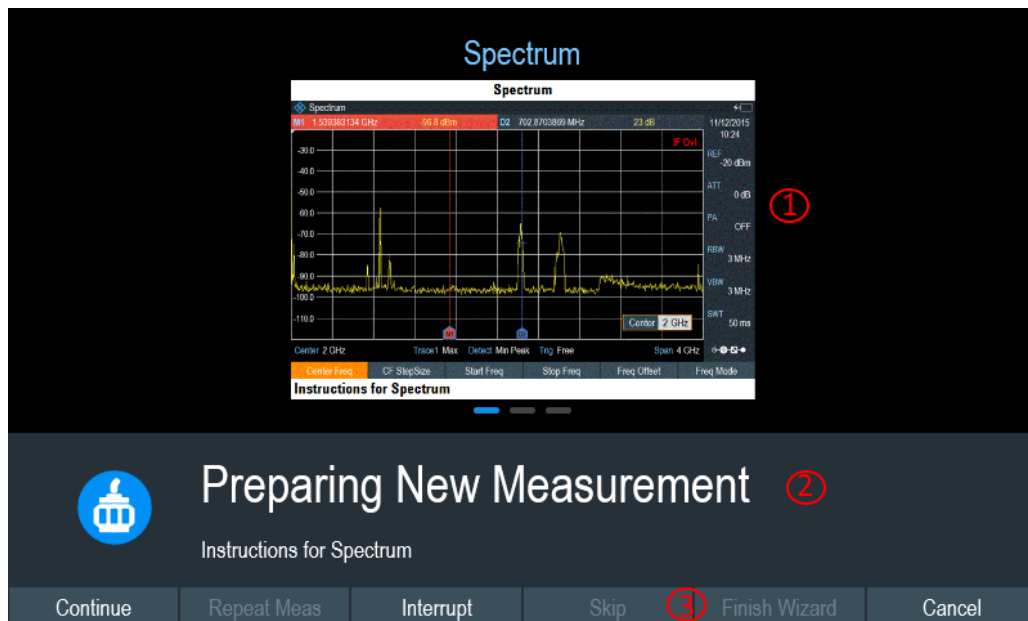 Spectrum
Spectrum
Spectrum
M1 1.539383134 GHz -96.8 dBm D2 702.8703869 MHz 23 dB 11/12/2015
10:24
IF Ovl
-30.0
REF
-20 dBm
-40.0
-50.0
ATT
0 dB
①
-60.0
PA
OFF
-70.0
-80.0
RBW
3 MHz
-90.0
VBW
3 MHz
-100.0
-110.0
SWT
50 ms
Center 2 GHz
M1 D2
Center 2 GHz Trace1 Max Detect Min Peak Trig Free Span 4 GHz
Center Freq CF StepSize Start Freq Stop Freq Freq Offset Freq Mode
Instructions for Spectrum
Preparing New Measurement ②
Instructions for Spectrum
Continue Repeat Meas Interrupt Skip ③ Finish Wizard Cancel